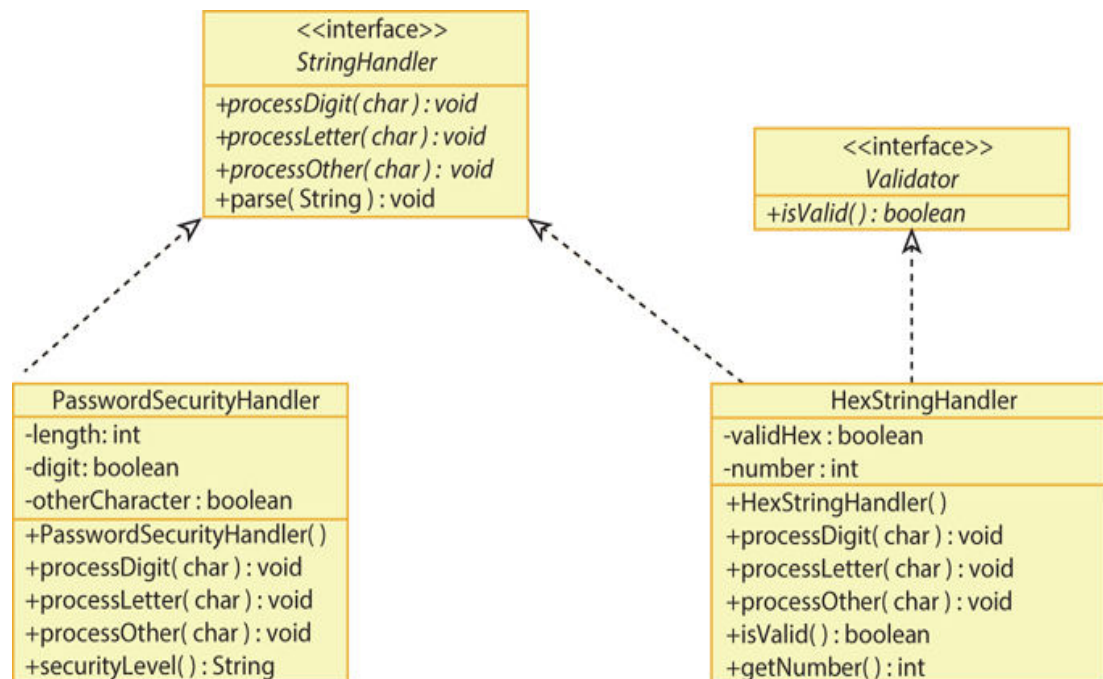 <<interface>>
StringHandler
+processDigit( char ) : void
+processLetter( char ) : void
+processOther( char ) : void
+parse( String ) : void
<<interface>>
Validator
+isValid( ) : boolean
PasswordSecurityHandler
-length: int
-digit: boolean
-otherCharacter : boolean
+PasswordSecurityHandler( )
+processDigit( char ) : void
+processLetter( char ) : void
+processOther( char ) : void
+securityLevel( ) : String
HexStringHandler
-validHex : boolean
-number : int
+HexStringHandler( )
+processDigit( char ) : void
+processLetter( char ) : void
+processOther( char ) : void
+isValid( ) : boolean
+getNumber( ) : int